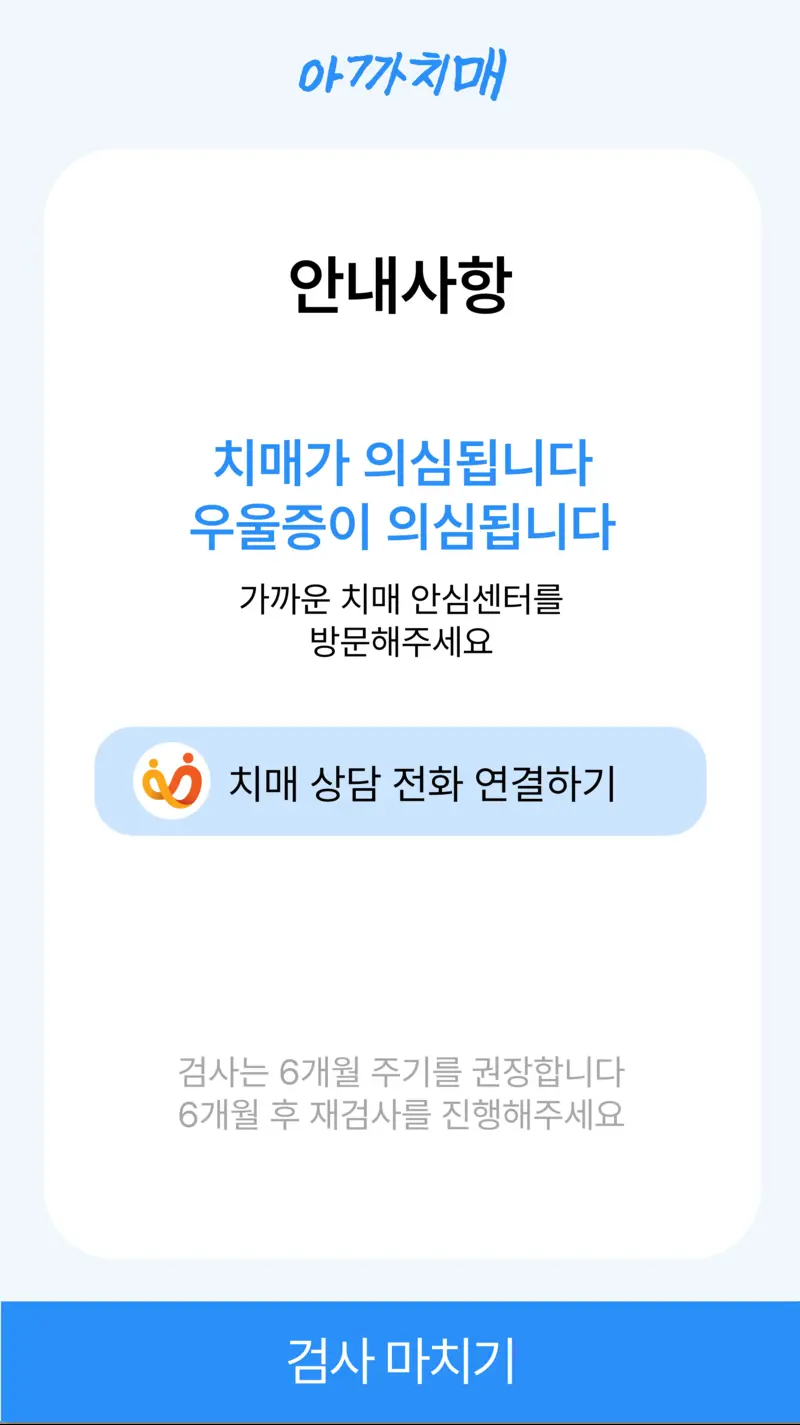 아까치매
안내사항
치매가 의심됩니다
우울증이 의심됩니다
가까운 치매 안심센터를
방문해주세요
치매 상담 전화 연결하기
검사는 6개월 주기를 권장합니다
6개월 후 재검사를 진행해주세요
검사 마치기